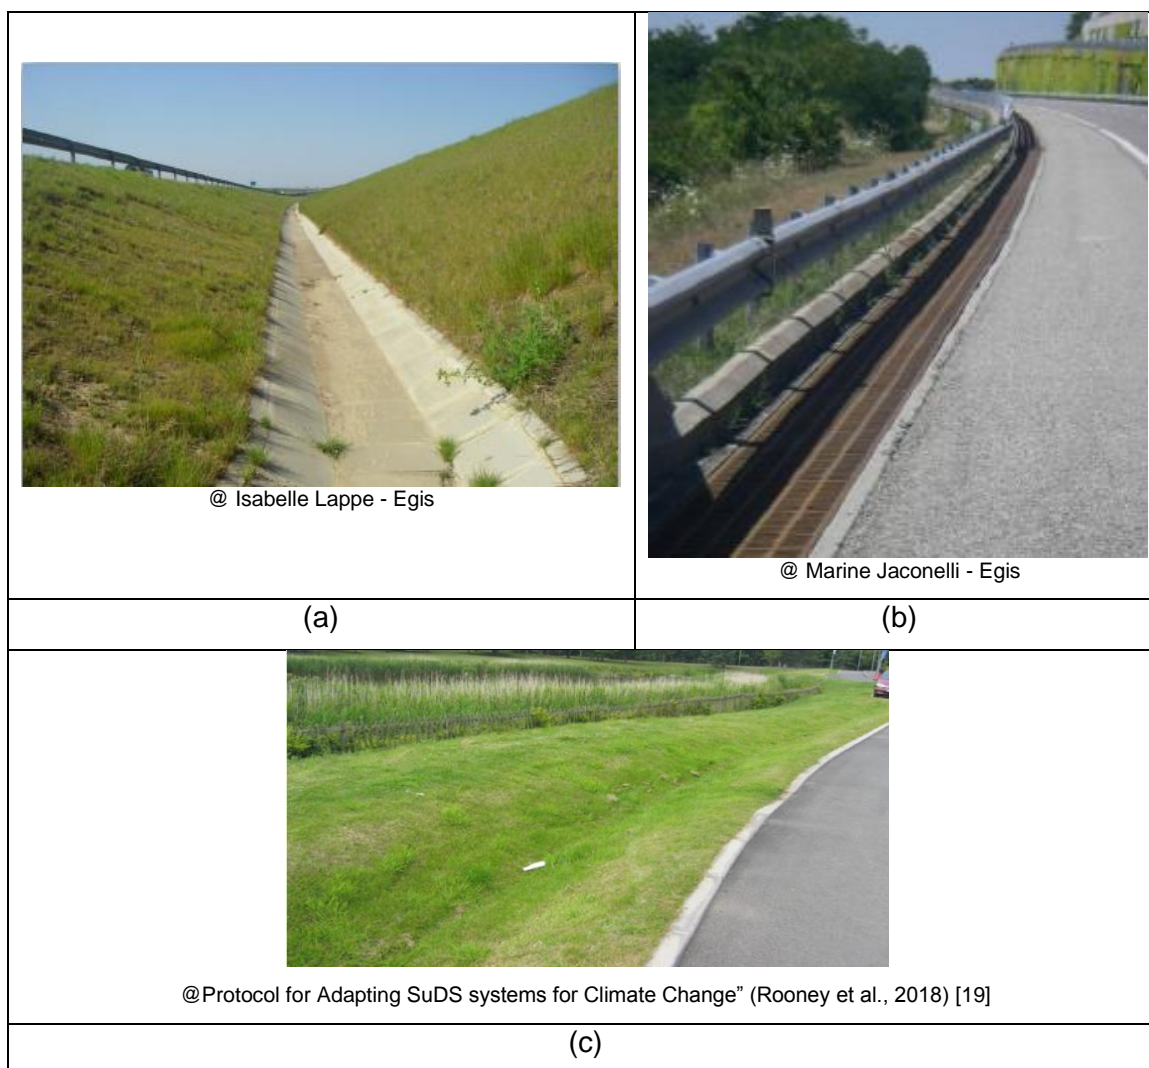 @ Isabelle Lappe - Egis
@ Marine Jaconelli - Egis
(a)
(b)
@Protocol for Adapting SuDS systems for Climate Change” (Rooney et al., 2018) [19]
(c)